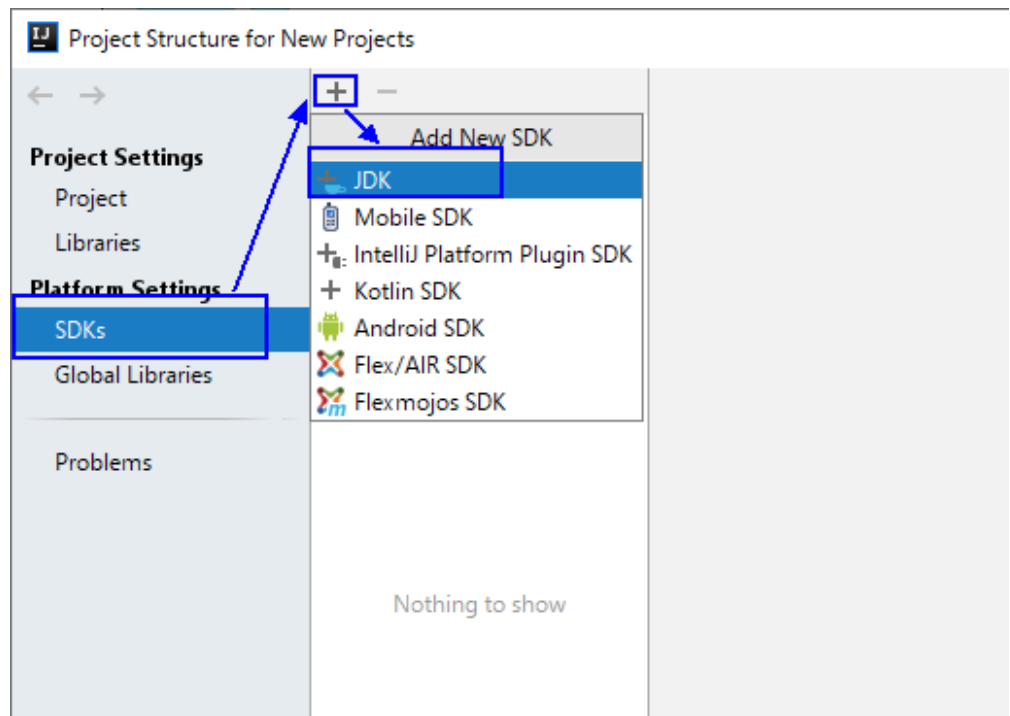 Project Structure for New Projects
Project Settings
Project
Libraries
Platform Settings
SDKs
Global Libraries
Problems
Add New SDK
JDK
Mobile SDK
IntelliJ Platform Plugin SDK
Kotlin SDK
Android SDK
Flex/AIR SDK
Flexmojos SDK
Nothing to show